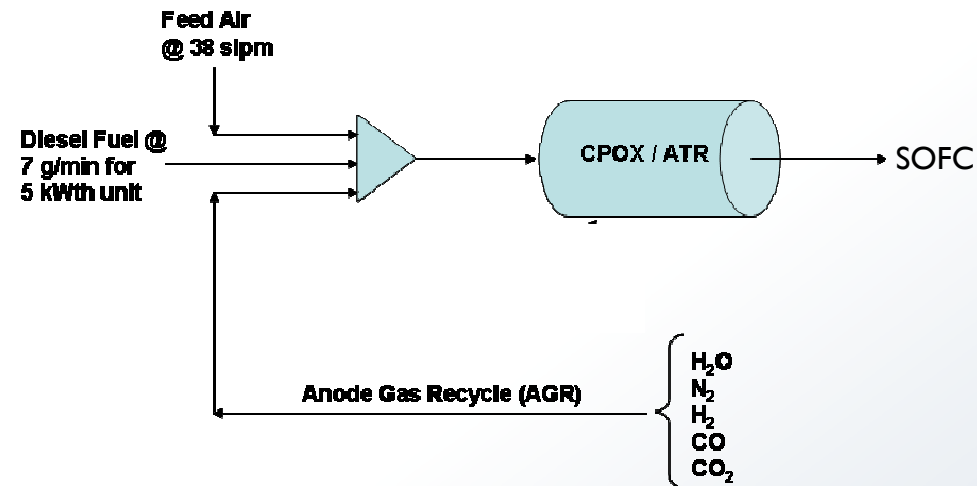 Feed Air
@ 38 slpm
Diesel Fuel @
7 g/min for
5 kWth unit
CPOX / ATR
SOFC
Anode Gas Recycle (AGR)
H₂O
N₂
H₂
CO
CO₂